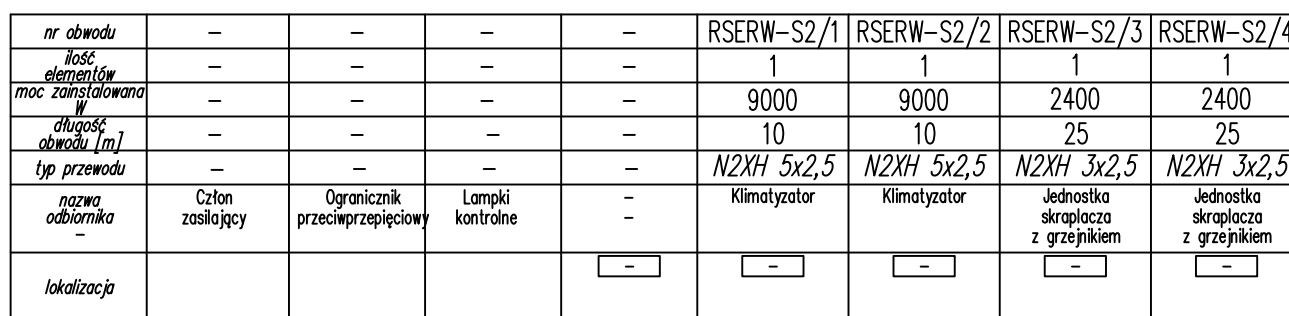 nr obwodu – – – – RSERW-S2/1 RSERW-S2/2 RSERW-S2/3 RSERW-S2/4
ilość
elementów – – – – 1 1 1 1
moc zainstalowana
W – – – – 9000 9000 2400 2400
długość
obwodu [m] – – – – 10 10 25 25
typ przewodu – – – – N2XH 5x2,5 N2XH 5x2,5 N2XH 3x2,5 N2XH 3x2,5
nazwa
odbiornika
–
Człon
zasilający
Ogranicznik
przeciwprzepięciowy
Lampki
kontrolne
–
–
Klimatyzator
Klimatyzator
Jednostka
skraplacza
z grzejnikiem
Jednostka
skraplacza
z grzejnikiem
lokalizacja – – – – –